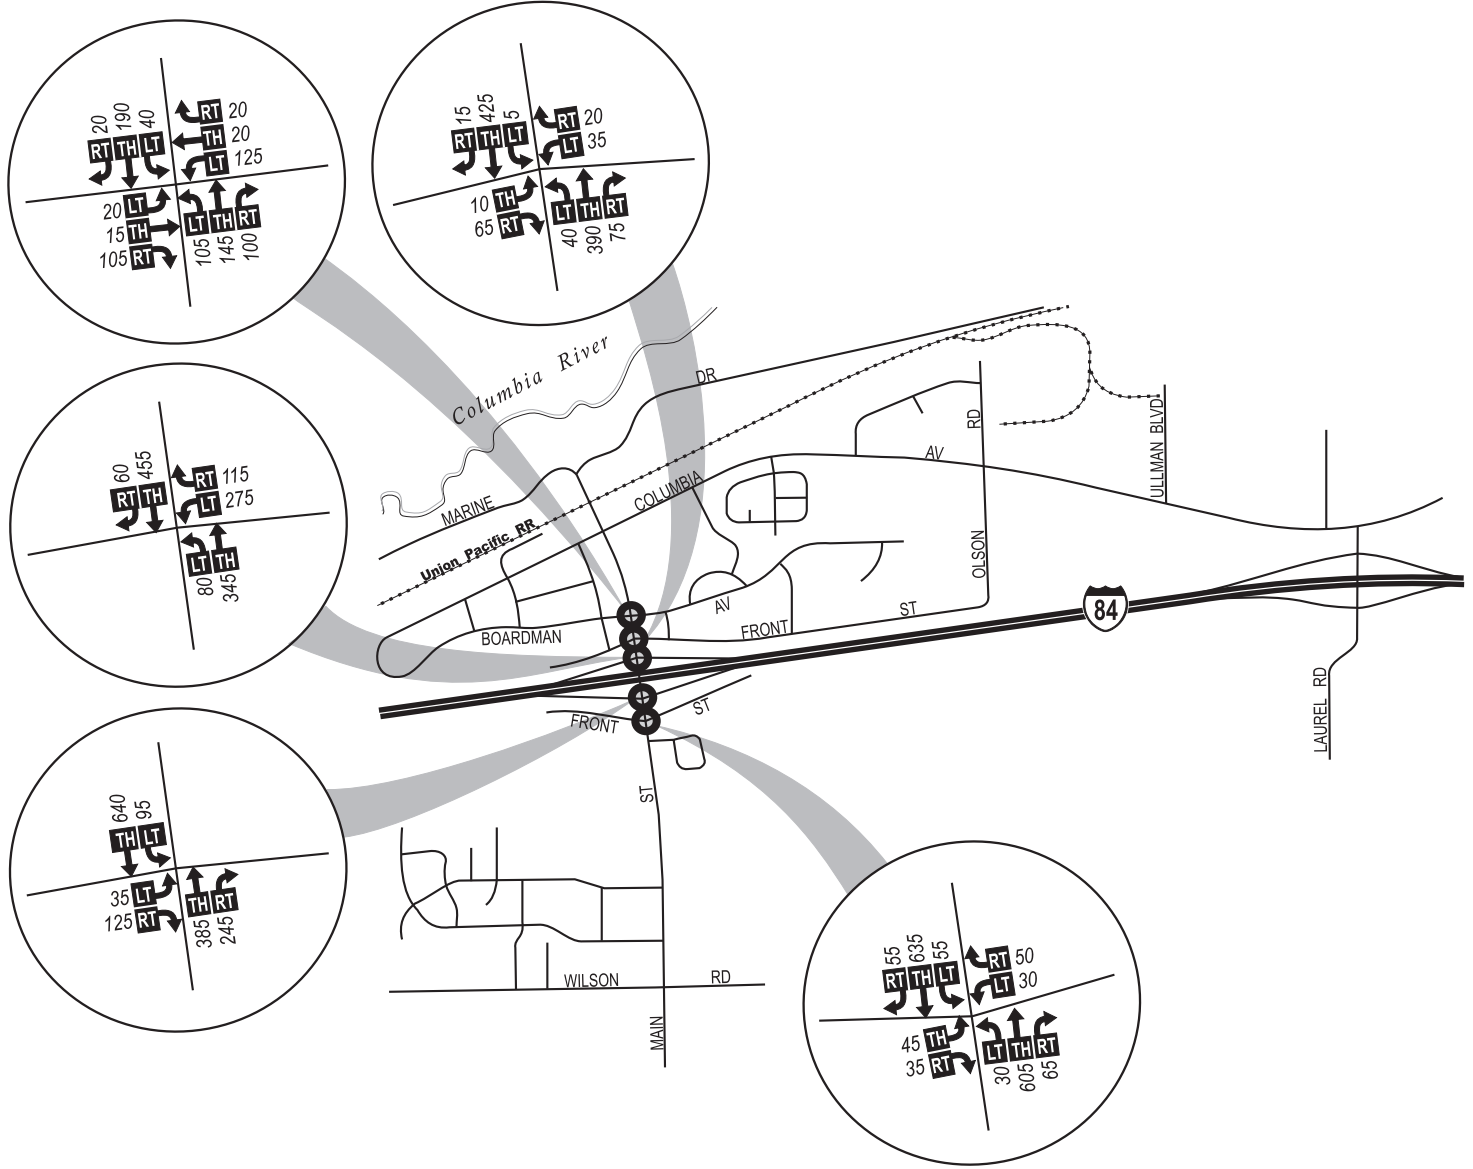 20
190
40
RT
TH
LT
RT 20
TH 20
LT 125
20 LT
15 TH
105 RT
LT
TH
RT
105
145
100
15
425
5
RT
TH
LT
RT 20
LT 35
10 TH
65 RT
LT
TH
RT
40
390
75
60
455
RT
TH
RT 115
LT 275
LT
TH
80
345
640
95
TH
LT
35 LT
125 RT
TH
RT
385
245
55
635
55
RT
TH
LT
RT 50
LT 30
45 TH
35 RT
LT
TH
RT
30
605
65
Columbia River
DR
MARINE
Union Pacific RR
COLUMBIA
AV
RD
OLSON
ULLMAN BLVD
BOARDMAN
AV
FRONT
ST
84
FRONT
ST
LAUREL RD
ST
WILSON
RD
MAIN